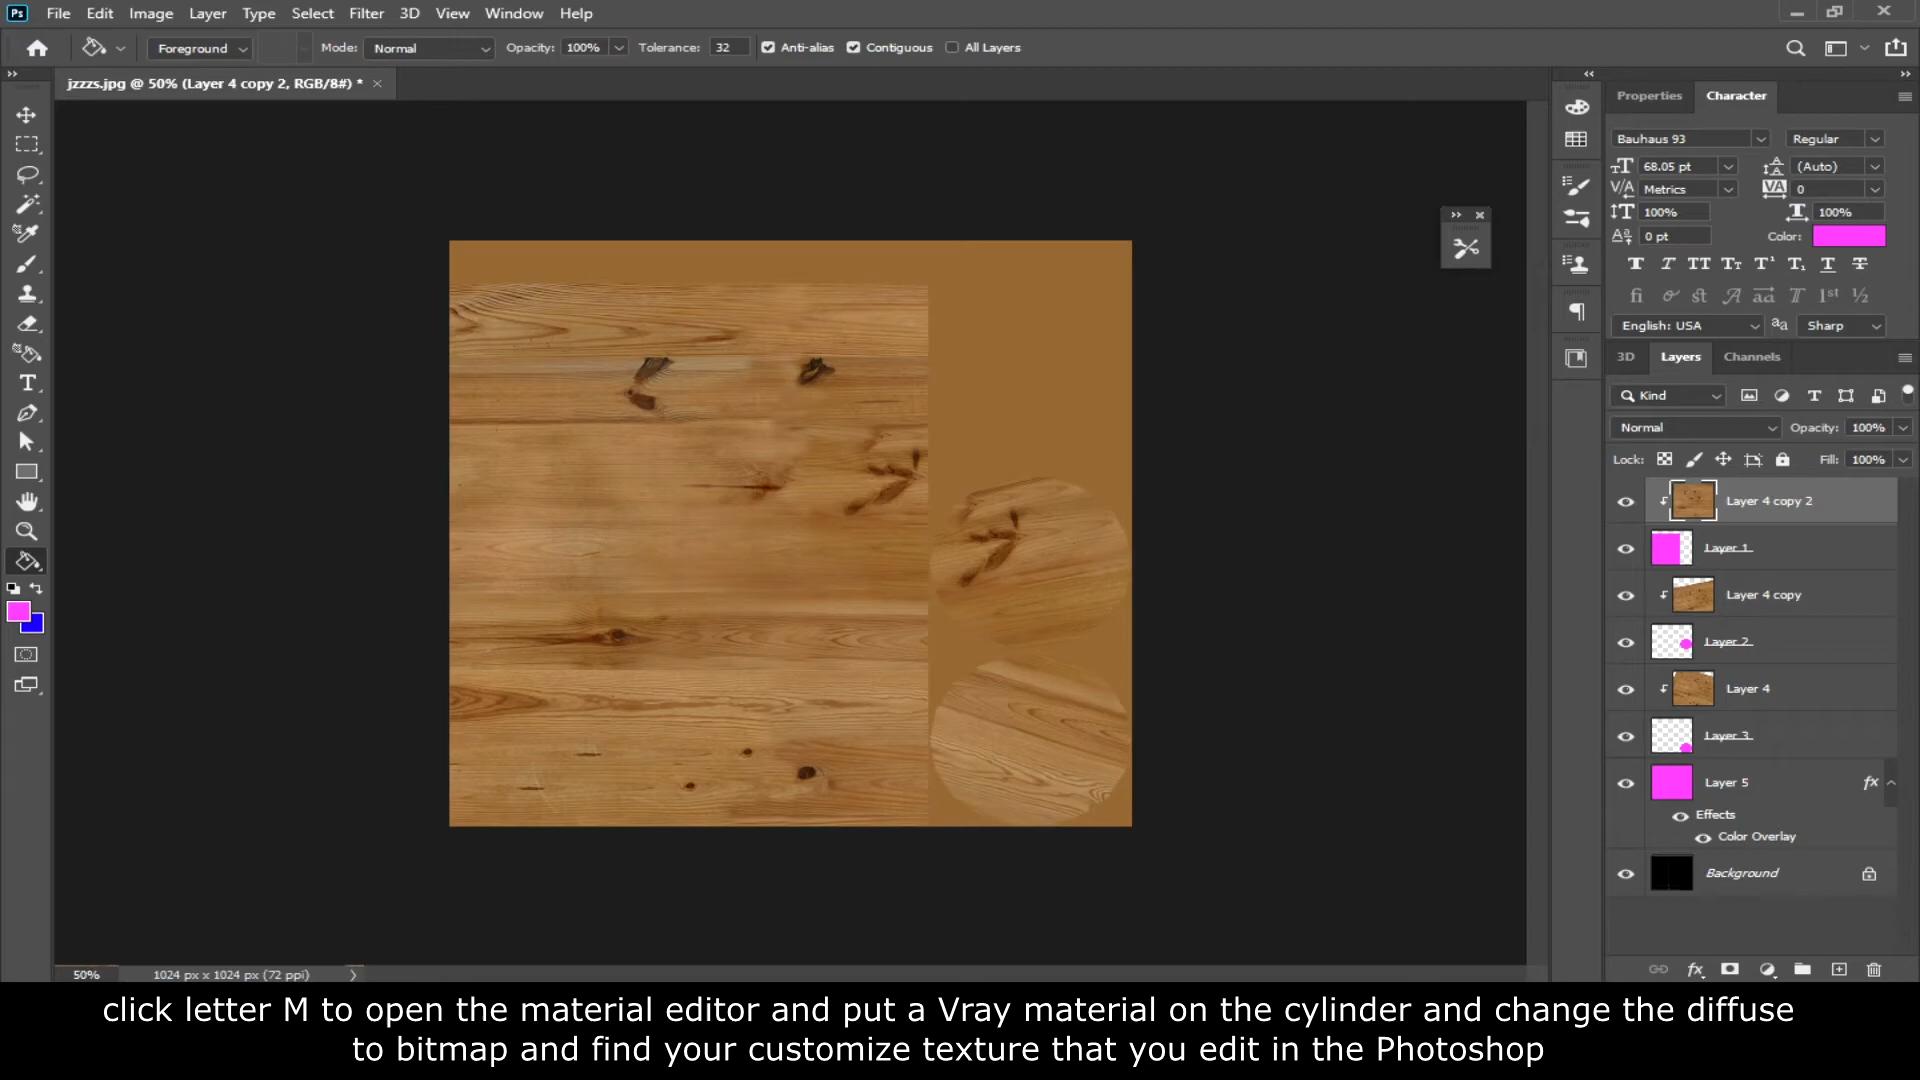 Ps File Edit Image Layer Type Select Filter 3D View Window Help
Foreground Mode: Normal Opacity: 100% Tolerance: 32 Anti-alias Contiguous All Layers
jzzzs.jpg @ 50% (Layer 4 copy 2, RGB/8#) *
Properties Character
Bauhaus 93 Regular
68.05 pt (Auto)
Metrics 0
100% 100%
0 pt Color:
English: USA Sharp
3D Layers Channels
Kind
Normal Opacity: 100%
Lock: Fill: 100%
Layer 4 copy 2
Layer 1
Layer 4 copy
Layer 2
Layer 4
Layer 3
Layer 5 fx
Effects
Color Overlay
Background
50% 1024 px x 1024 px (72 ppi)
click letter M to open the material editor and put a Vray material on the cylinder and change the diffuse
to bitmap and find your customize texture that you edit in the Photoshop